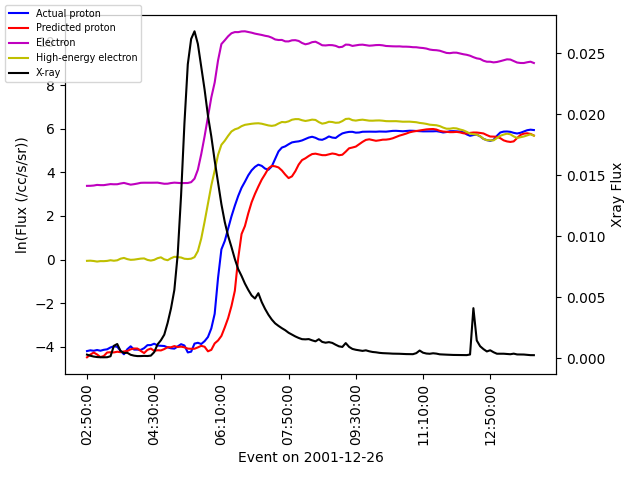 Actual proton
Predicted proton
Electron
High-energy electron
X-ray
8
6
4
2
0
−2
−4
ln(Flux (/cc/s/sr))
0.025
0.020
0.015
0.010
0.005
0.000
Xray Flux
02:50:00
04:30:00
06:10:00
07:50:00
09:30:00
11:10:00
12:50:00
Event on 2001-12-26